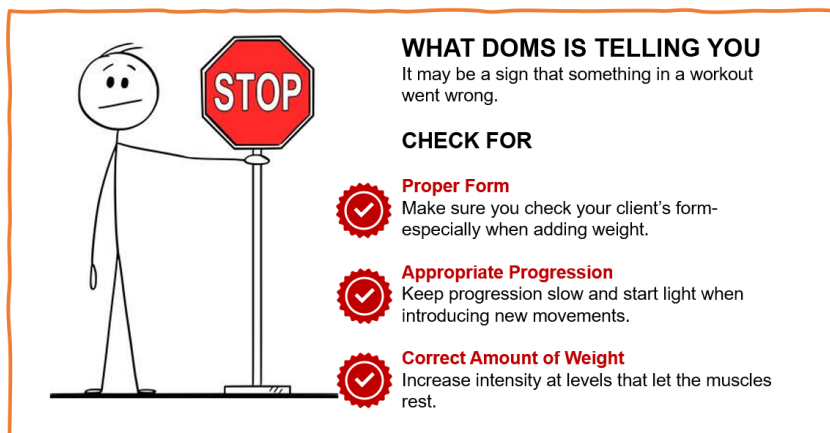 STOP
WHAT DOMS IS TELLING YOU
It may be a sign that something in a workout
went wrong.
CHECK FOR
Proper Form
Make sure you check your client's form-
especially when adding weight.
Appropriate Progression
Keep progression slow and start light when
introducing new movements.
Correct Amount of Weight
Increase intensity at levels that let the muscles
rest.